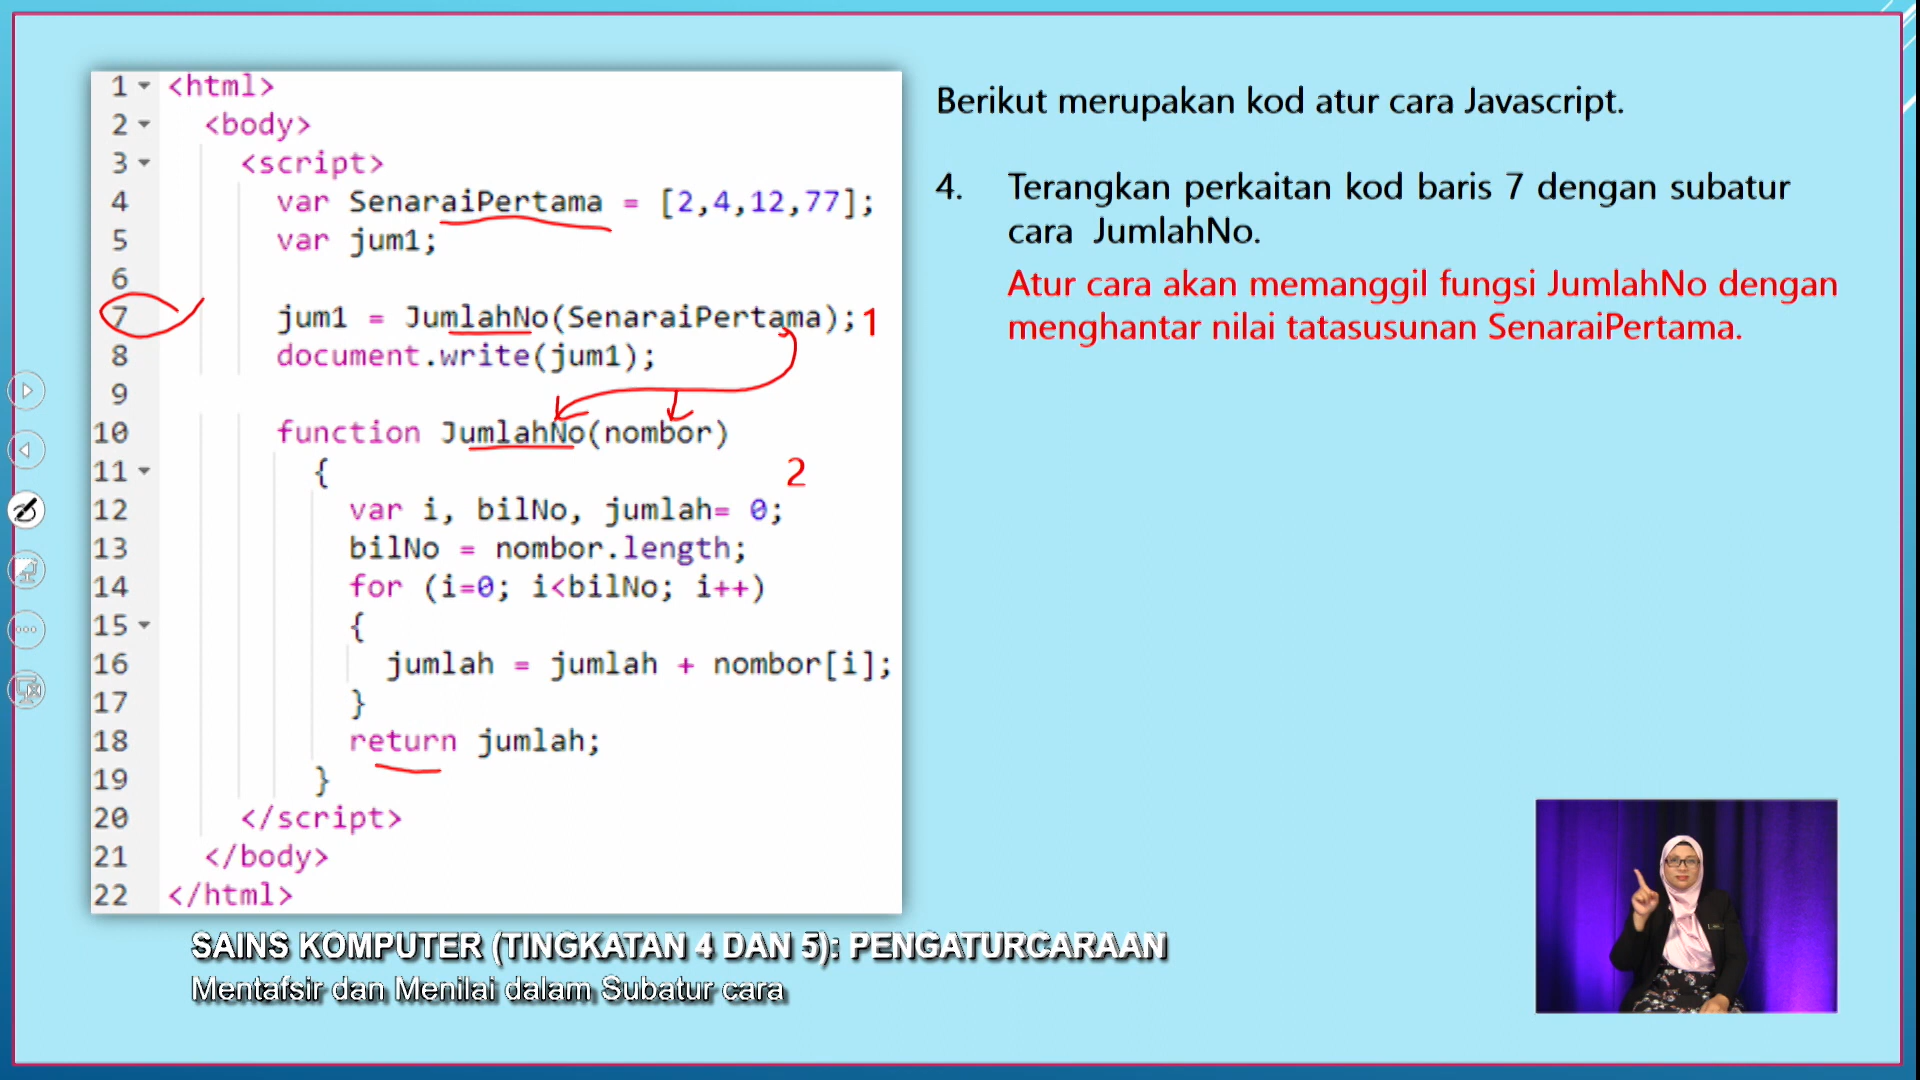 1 <html>
2 <body>
3 <script>
4 var SenaraiPertama = [2,4,12,77];
5 var jum1;
6
7 jum1 = JumlahNo(SenaraiPertama); 1
8 document.write(jum1);
9
10 function JumlahNo(nombor)
11 {
2
12 var i, bilNo, jumlah= 0;
13 bilNo = nombor.length;
14 for (i=0; i<bilNo; i++)
15 {
16 jumlah = jumlah + nombor[i];
17 }
18 return jumlah;
19 }
20 </script>
21 </body>
22 </html>
Berikut merupakan kod atur cara Javascript.
4. Terangkan perkaitan kod baris 7 dengan subatur
cara JumlahNo.
Atur cara akan memanggil fungsi JumlahNo dengan
menghantar nilai tatasusunan SenaraiPertama.
SAINS KOMPUTER (TINGKATAN 4 DAN 5): PENGATURCARAAN
Mentafsir dan Menilai dalam Subatur cara